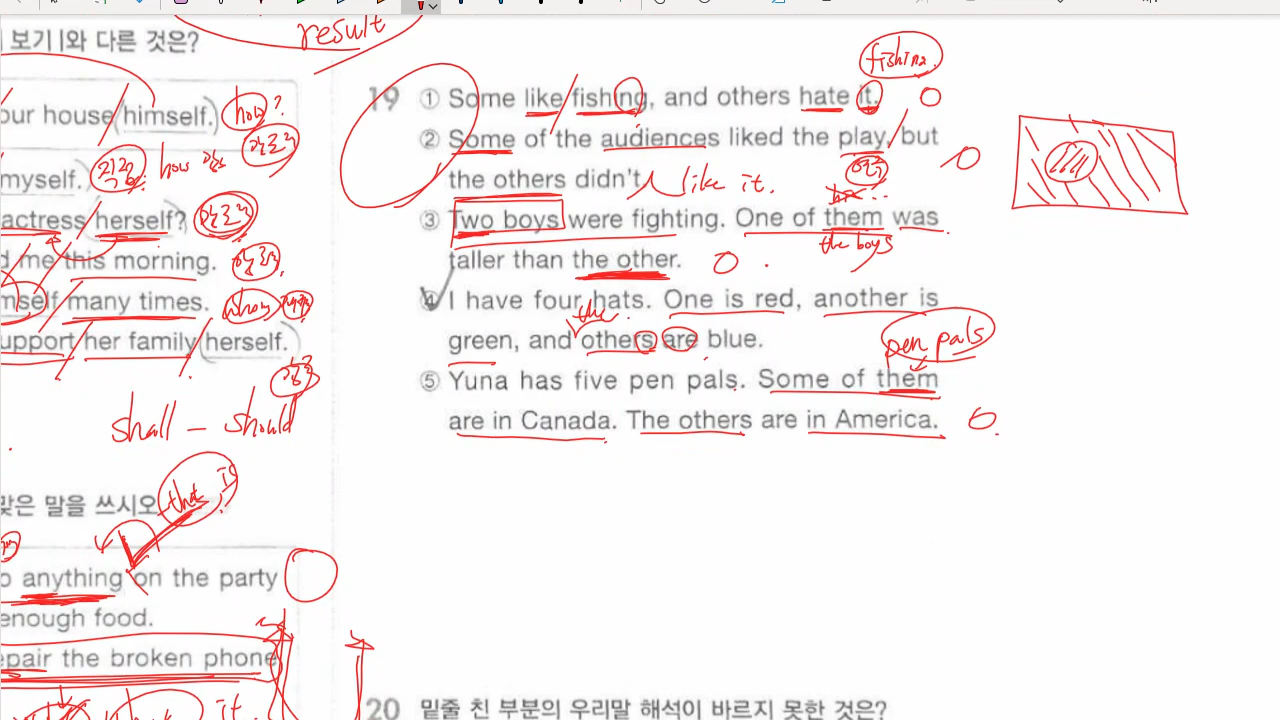 result
보기|와 다른 것은?
our house himself. how?
myself. how
actress herself?
d me this morning.
mself many times.
upport her family herself.
shall - should
맞은 말을 쓰시오
that is
o anything on the party
enough food.
epair the broken phone
it.
fishing
19 ① Some like fishing, and others hate it.
② Some of the audiences liked the play, but
the others didn't like it.
③ Two boys were fighting. One of them was
the boys
taller than the other.
④ I have four hats. One is red, another is
the
green, and others are blue.
pen pals
⑤ Yuna has five pen pals. Some of them
are in Canada. The others are in America.
20 밑줄 친 부분의 우리말 해석이 바르지 못한 것은?